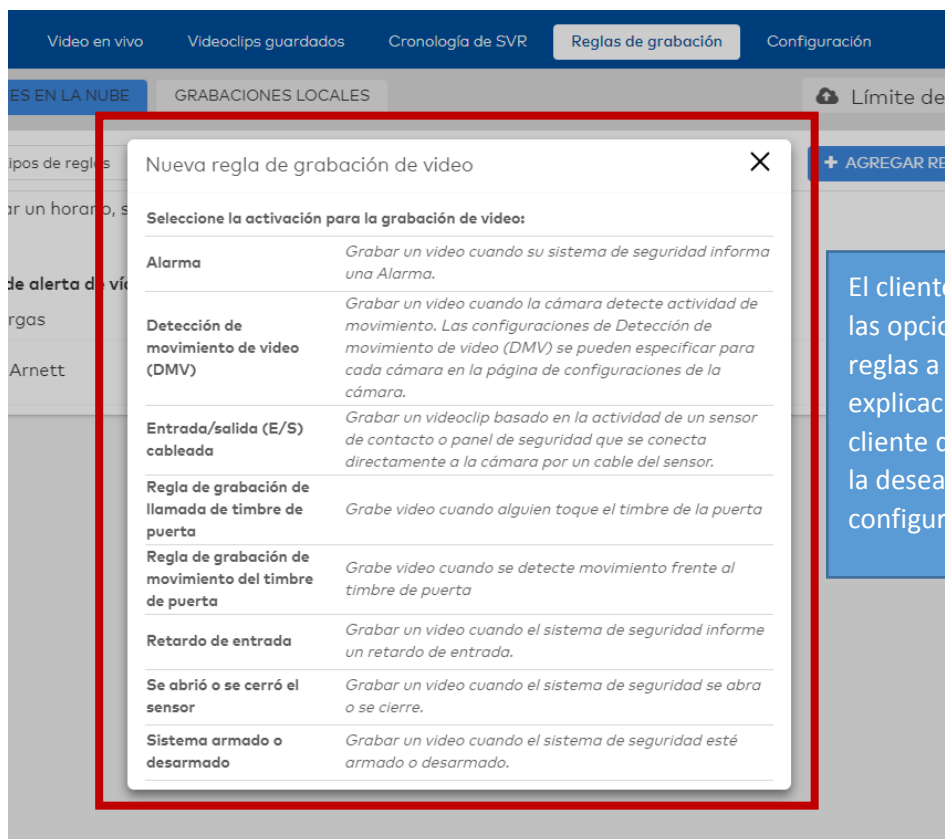 Video en vivo Videoclips guardados Cronología de SVR Reglas de grabación Configuración
EN LA NUBE GRABACIONES LOCALES Límite de
de reglas
Nueva regla de grabación de video
AGREGAR
un horario,
Seleccione la activación para la grabación de video:
Alarma
Grabar un video cuando su sistema de seguridad informa
una Alarma.
de alerta de
Arnett
Detección de
movimiento de video
(DMV)
Grabar un video cuando la cámara detecte actividad de
movimiento. Las configuraciones de Detección de
movimiento de video (DMV) se pueden especificar para
cada cámara en la página de configuraciones de la
cámara.
Entrada/salida (E/S)
cableada
Grabar un videoclip basado en la actividad de un sensor
de contacto o panel de seguridad que se conecta
directamente a la cámara por un cable del sensor.
Regla de grabación de
llamada de timbre de
puerta
Grabe video cuando alguien toque el timbre de la puerta
Regla de grabación de
movimiento del timbre
de puerta
Grabe video cuando se detecte movimiento frente al
timbre de puerta
Retardo de entrada
Grabar un video cuando el sistema de seguridad informe
un retardo de entrada.
Se abrió o se cerró el
sensor
Grabar un video cuando el sistema de seguridad se abra
o se cierre.
Sistema armado o
desarmado
Grabar un video cuando el sistema de seguridad esté
armado o desarmado.
El
las
reglas a
cliente
la